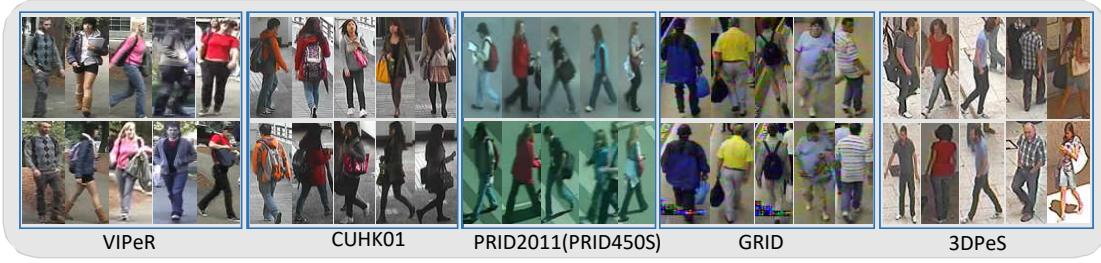 VIPeR
CUHK01
PRID2011(PRID450S)
GRID
3DPeS